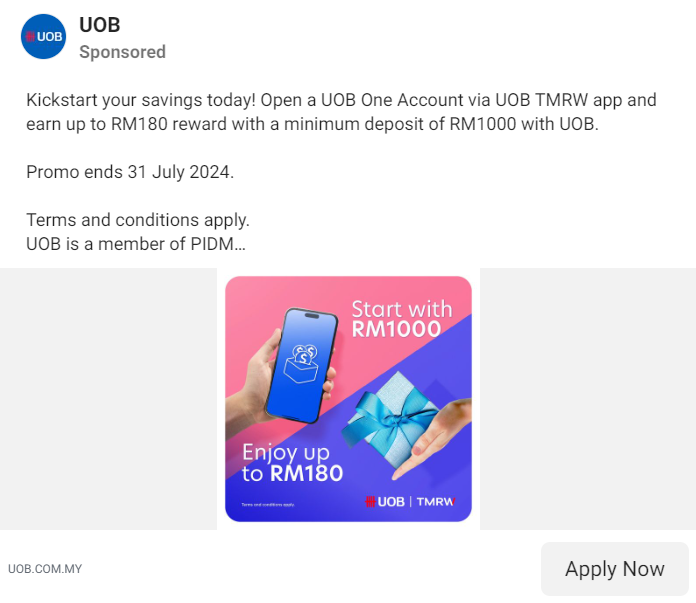 UOB
UOB
Sponsored
Kickstart your savings today! Open a UOB One Account via UOB TMRW app and
earn up to RM180 reward with a minimum deposit of RM1000 with UOB.
Promo ends 31 July 2024.
Terms and conditions apply.
UOB is a member of PIDM...
Start with
RM1000
Enjoy up
to RM180
Terms and conditions apply.
UOB | TMRW
UOB.COM.MY
Apply Now